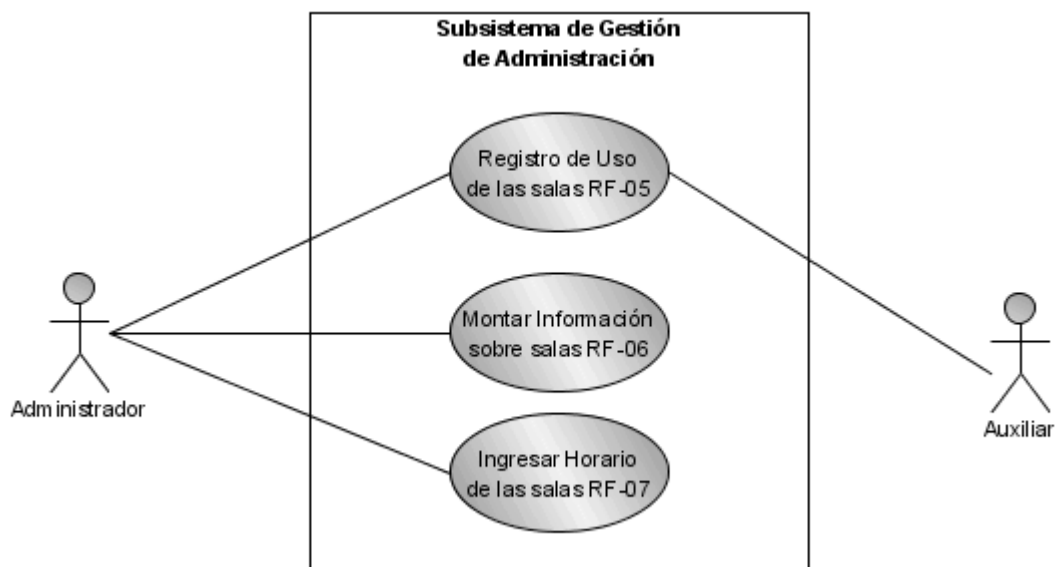 Subsistema de Gestión
de Administración
Registro de Uso
de las salas RF-05
Montar Información
sobre salas RF-06
Administrador
Auxiliar
Ingresar Horario
de las salas RF-07